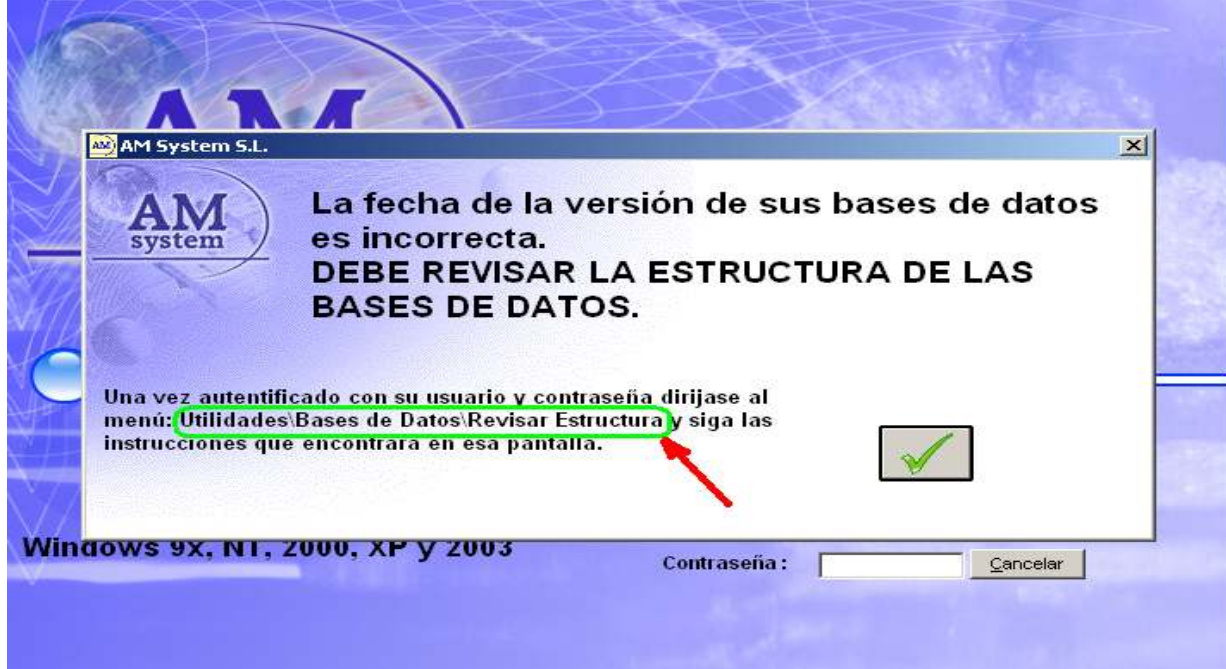 AM
AM System S.L.
AM
system
La fecha de la versión de sus bases de datos
es incorrecta.
DEBE REVISAR LA ESTRUCTURA DE LAS
BASES DE DATOS.
Una vez autentificado con su usuario y contraseña dirijase al
menú: Utilidades\Bases de Datos\Revisar Estructura y siga las
instrucciones que encontrara en esa pantalla.
Windows 9x, NT, 2000, XP y 2003
Contraseña :
Cancelar